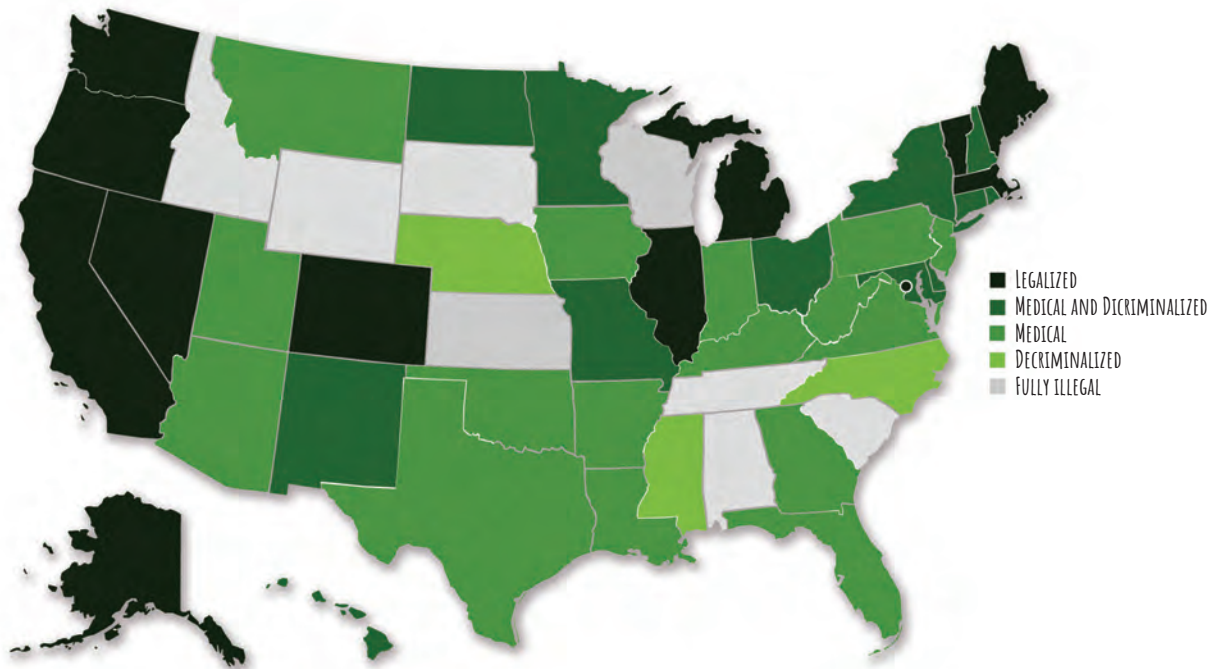 LEGALIZED
MEDICAL AND DICRIMINALIZED
MEDICAL
DECRIMINALIZED
FULLY ILLEGAL